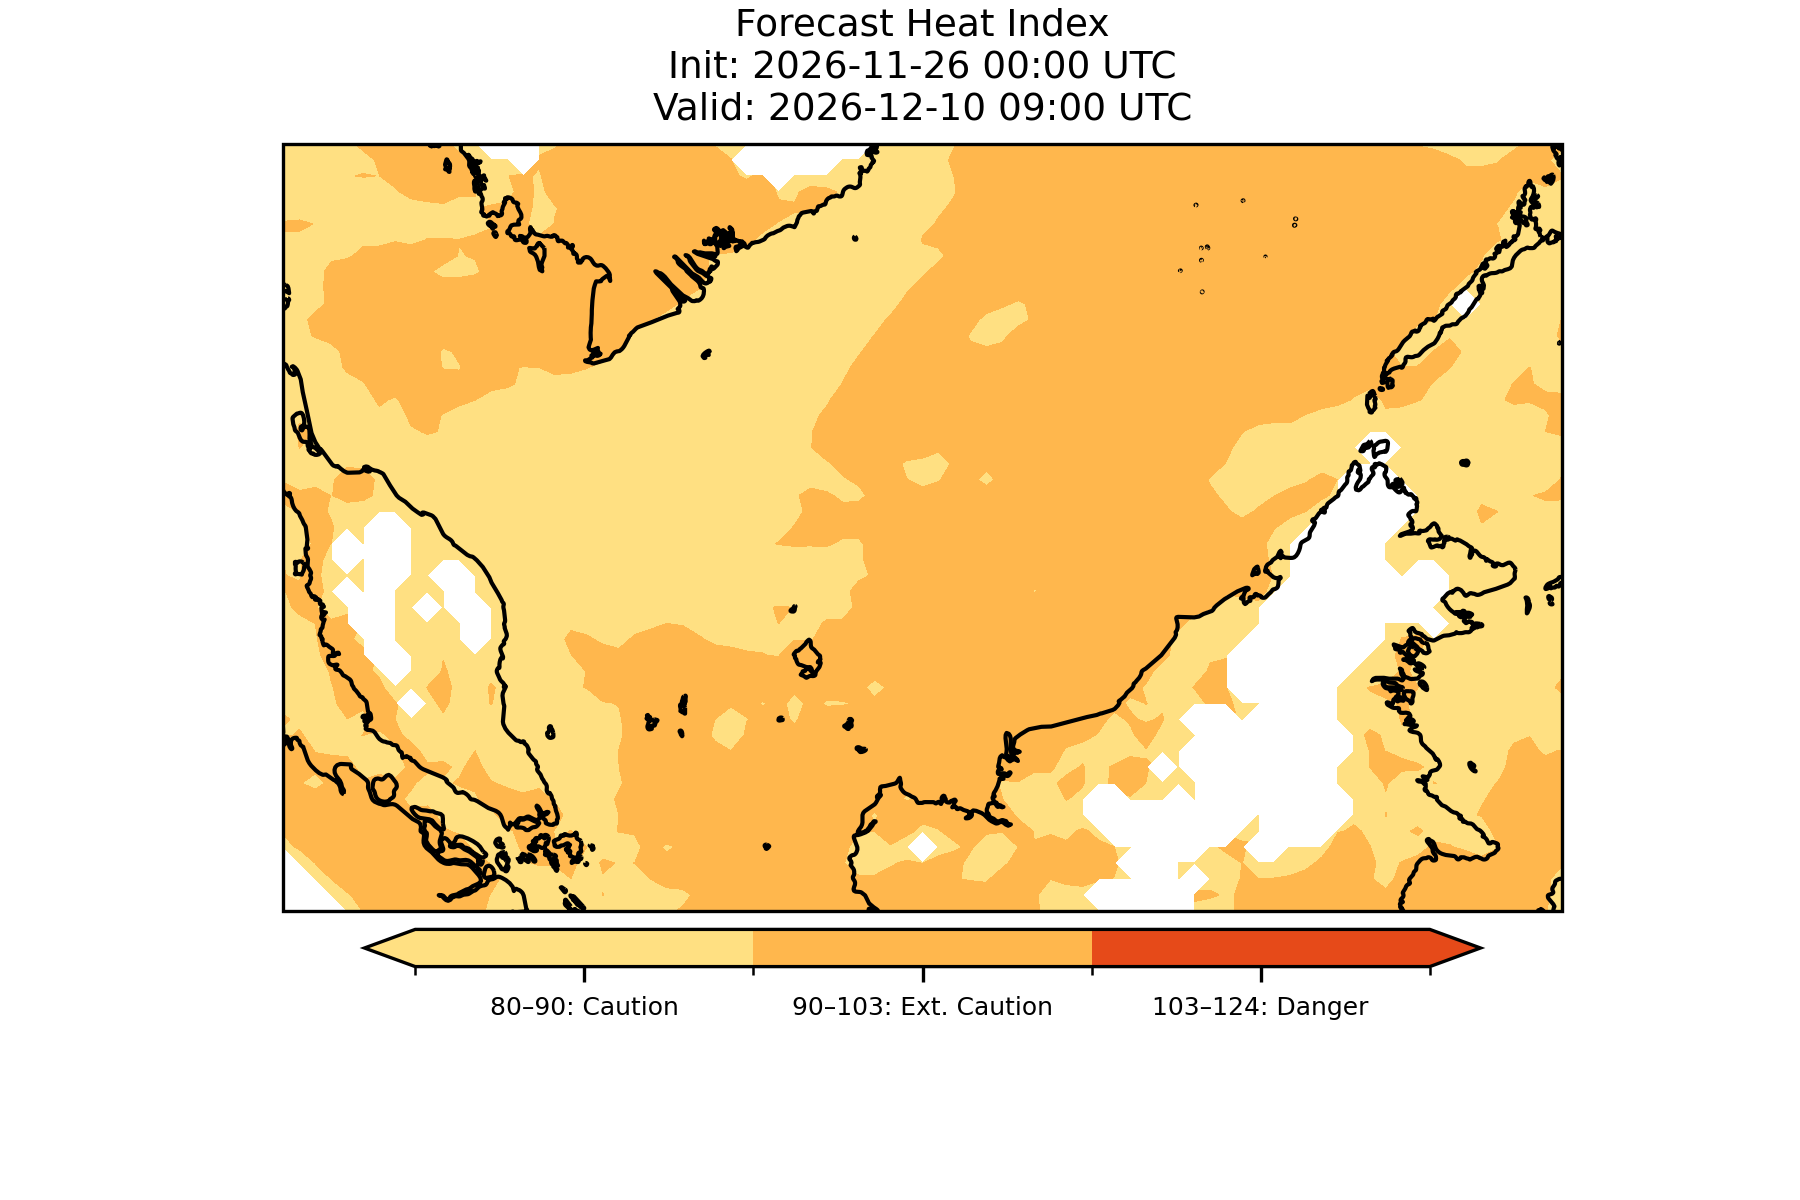 Forecast Heat Index
Init: 2026-11-26 00:00 UTC
Valid: 2026-12-10 09:00 UTC
80–90: Caution
90–103: Ext. Caution
103–124: Danger